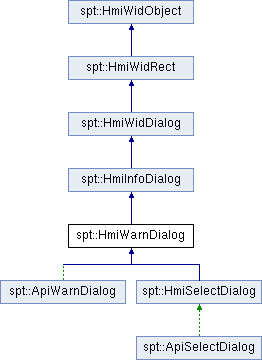 spt::HmiWidObject
spt::HmiWidRect
spt::HmiWidDialog
spt::HmiInfoDialog
spt::HmiWarnDialog
spt::ApiWarnDialog
spt::HmiSelectDialog
spt::ApiSelectDialog